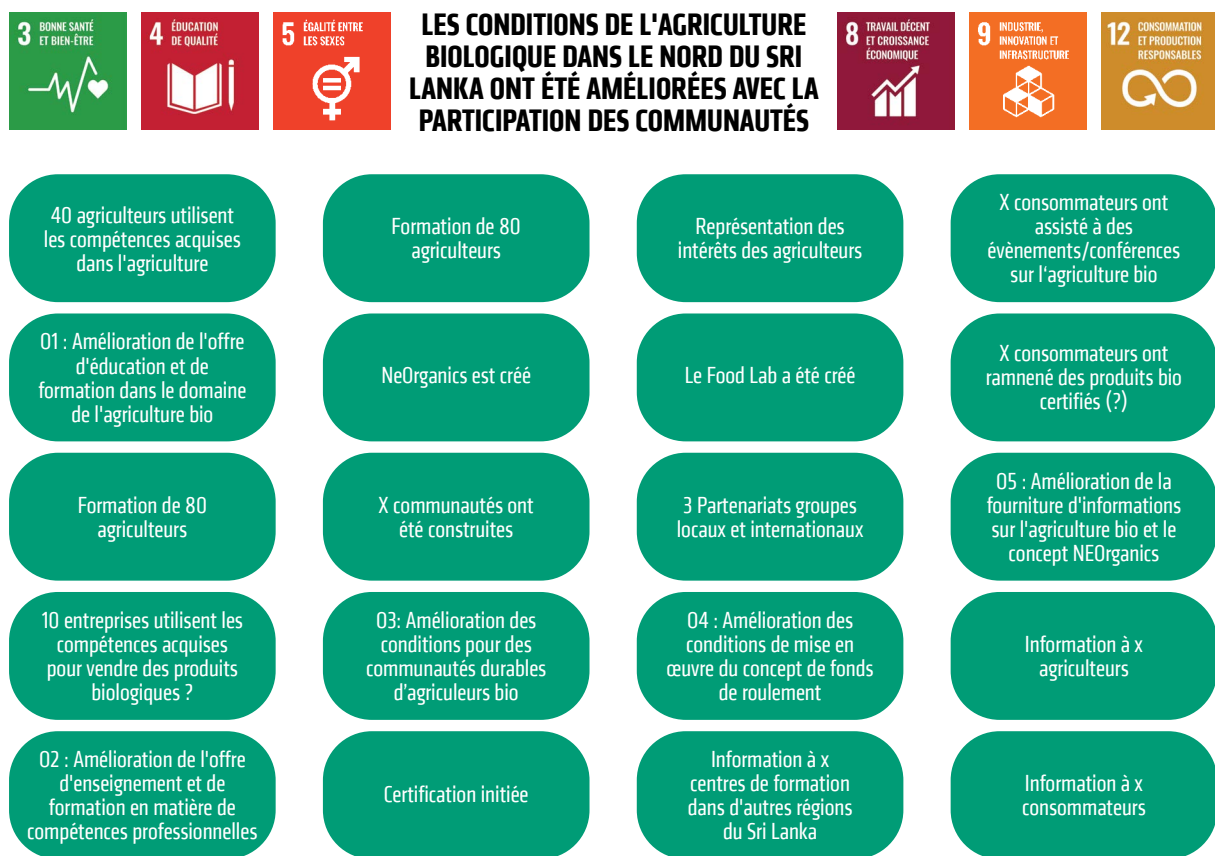 3 BONNE SANTÉ
ET BIEN-ÊTRE
4 ÉDUCATION
DE QUALITÉ
5 ÉGALITÉ ENTRE
LES SEXES
LES CONDITIONS DE L'AGRICULTURE
BIOLOGIQUE DANS LE NORD DU SRI
LANKA ONT ÉTÉ AMÉLIORÉES AVEC LA
PARTICIPATION DES COMMUNAUTÉS
8 TRAVAIL DÉCENT
ET CROISSANCE
ÉCONOMIQUE
9 INDUSTRIE,
INNOVATION ET
INFRASTRUCTURE
12 CONSOMMATION
ET PRODUCTION
RESPONSABLES
40 agriculteurs utilisent
les compétences acquises
dans l'agriculture
Formation de 80
agriculteurs
Représentation des
intérêts des agriculteurs
X consommateurs ont
assisté à des
évènements/conférences
sur l‘agriculture bio
O1 : Amélioration de l'offre
d'éducation et de
formation dans le domaine
de l'agriculture bio
NeOrganics est créé
Le Food Lab a été créé
X consommateurs ont
ramnené des produits bio
certifiés (?)
Formation de 80
agriculteurs
X communautés ont
été construites
3 Partenariats groupes
locaux et internationaux
O5 : Amélioration de la
fourniture d'informations
sur l'agriculture bio et le
concept NEOrganics
10 entreprises utilisent les
compétences acquises
pour vendre des produits
biologiques ?
O3: Amélioration des
conditions pour des
communautés durables
d’agriculeurs bio
O4 : Amélioration des
conditions de mise en
œuvre du concept de fonds
de roulement
Information à x
agriculteurs
O2 : Amélioration de l'offre
d'enseignement et de
formation en matière de
compétences professionnelles
Certification initiée
Information à x
centres de formation
dans d'autres régions
du Sri Lanka
Information à x
consommateurs